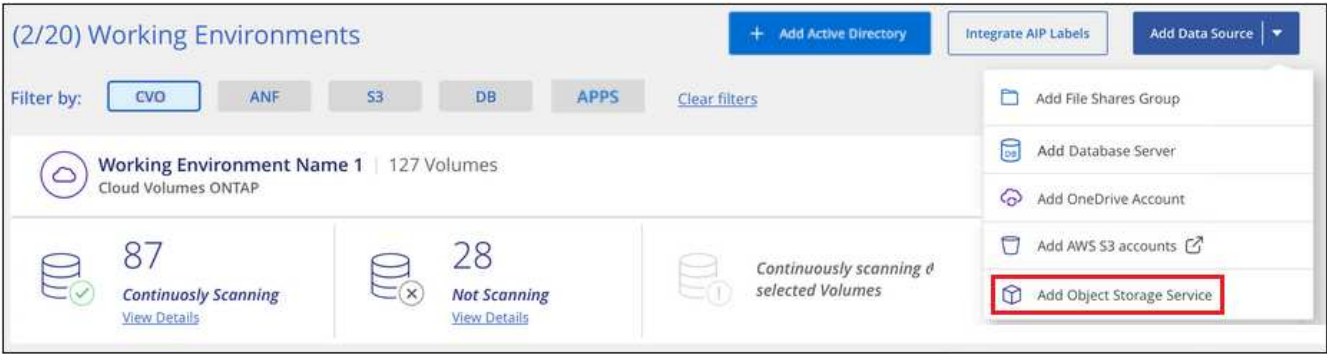 (2/20) Working Environments
+ Add Active Directory
Integrate AIP Labels
Add Data Source
Filter by:
CVO
ANF
S3
DB
APPS
Clear filters
Add File Shares Group
DB
Add Database Server
Add OneDrive Account
Add AWS S3 accounts
Add Object Storage Service
Working Environment Name 1 | 127 Volumes
Cloud Volumes ONTAP
87
Continuosly Scanning
View Details
28
Not Scanning
View Details
Continuously scanning
selected Volumes